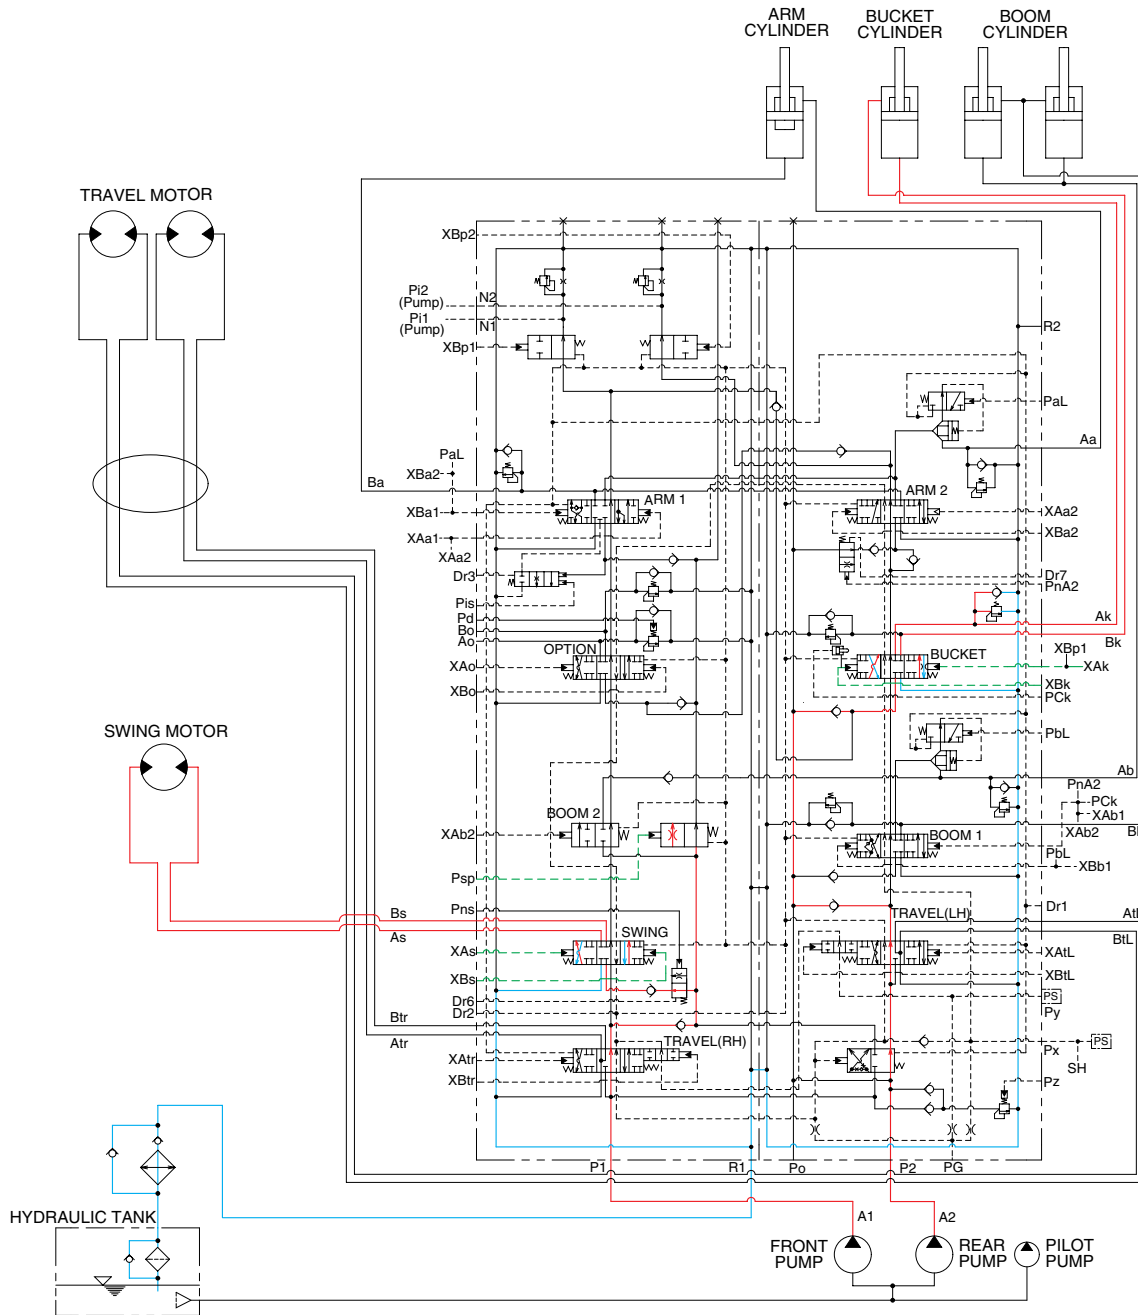 ARM
CYLINDER
BUCKET
CYLINDER
BOOM
CYLINDER
TRAVEL MOTOR
XBp2
Pi2
(Pump)
N2
Pi1
(Pump)
N1
XBp1
R2
PaL
Aa
PaL
XBa2
Ba
XBa1
ARM 1
ARM 2
XAa2
XBa2
XAa1
XAa2
Dr3
Dr7
PnA2
Pis
Pd
Bo
Ao
Ak
Bk
OPTION
BUCKET
XBp1
XAo
XAk
XBo
XBk
PCk
SWING MOTOR
PbL
Ab
PnA2
PCk
XAb1
BOOM 2
BOOM 1
XAb2
XAb2
PbL
XBb1
Psp
Pns
Bs
As
SWING
TRAVEL(LH)
Dr1
BtL
XAs
XAtL
XBs
XBtL
Dr6
Dr2
PS
Py
Btr
Atr
TRAVEL(RH)
Px
PS
SH
XAtr
XBtr
Pz
P1
R1
Po
P2
PG
HYDRAULIC TANK
A1
A2
FRONT
PUMP
REAR
PUMP
PILOT
PUMP